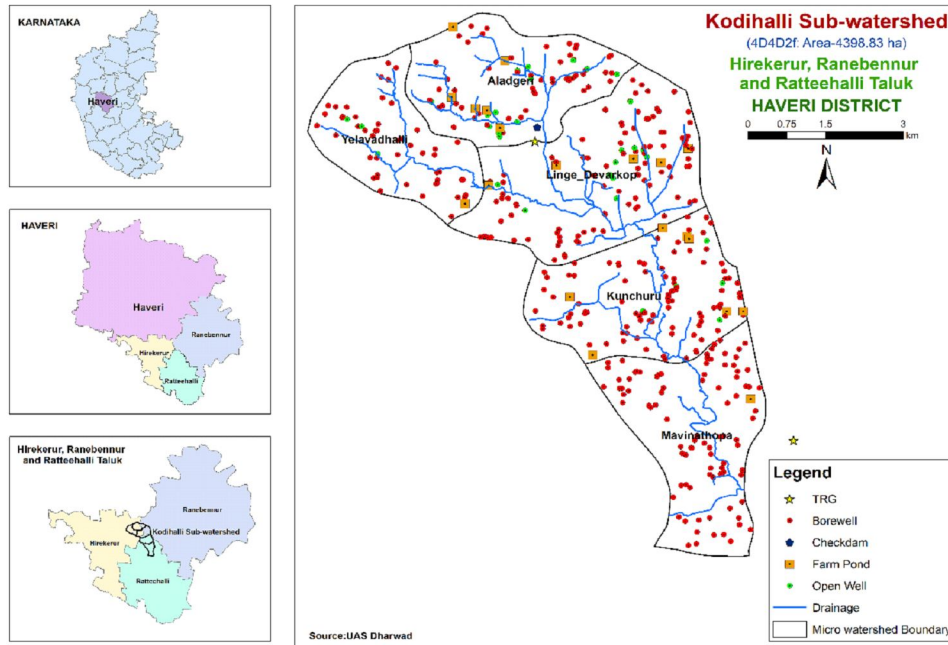 KARNATAKA
Haveri
HAVERI
Haveri
Ranebennur
Hirekerur
Ratteehalli
Hirekerur, Ranebennur
and Ratteehalli Taluk
Ranebennur
Kodihalli Sub-watershed
Hirekerur
Ratteehalli
Kodihalli Sub-watershed
(4D4D2f: Area-4398.83 ha)
Hirekerur, Ranebennur
and Ratteehalli Taluk
HAVERI DISTRICT
0 0.75 1.5 3
km
N
Aladgeri
Yelavadhalli
Linge_Devarkop
Kunchuru
Mavinathopa
Legend
TRG
Borewell
Checkdam
Farm Pond
Open Well
Drainage
Micro watershed Boundary
Source:UAS Dharwad